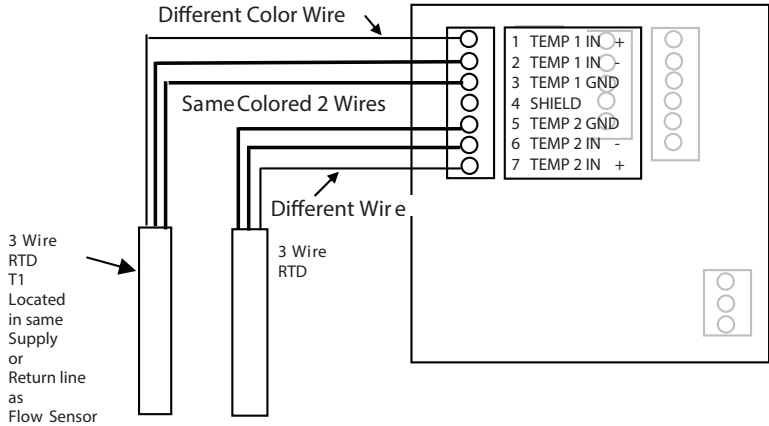 Different Color Wire
1 TEMP 1 IN +
2 TEMP 1 IN -
3 TEMP 1 GND
4 SHIELD
5 TEMP 2 GND
6 TEMP 2 IN -
7 TEMP 2 IN +
Same Colored 2 Wires
Different Wire
3 Wire
RTD
T1
Located
in same
Supply
or
Return line
as
Flow Sensor
3 Wire
RTD